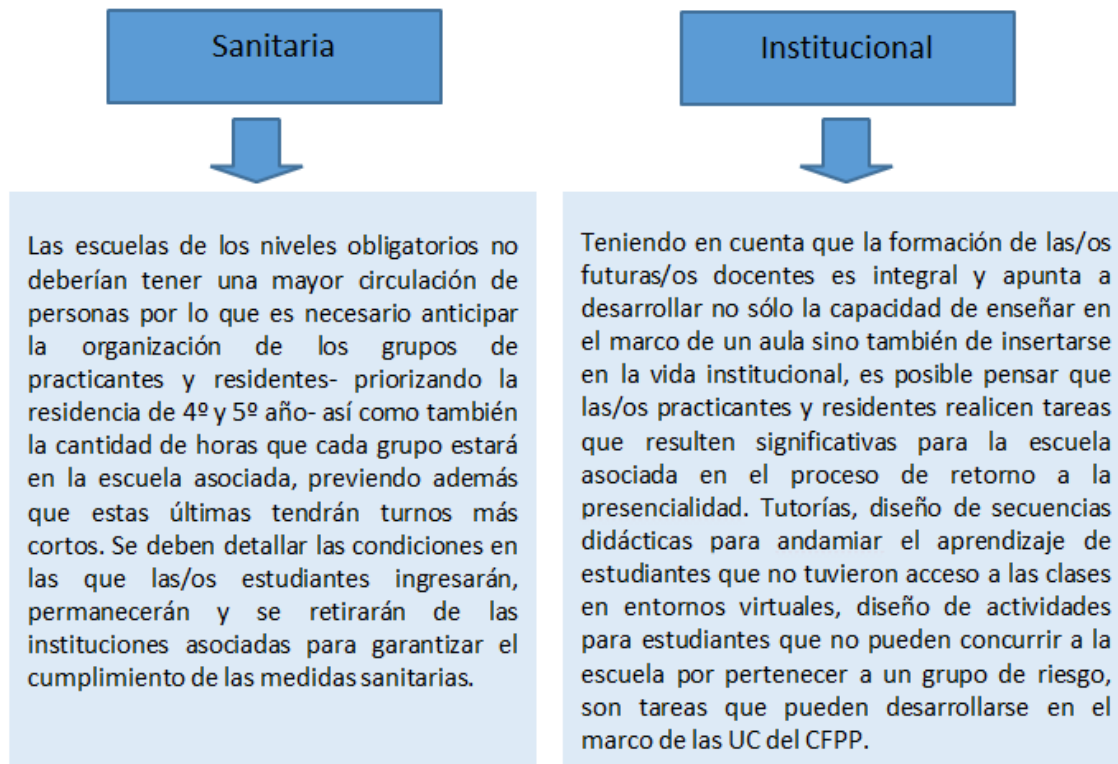 Sanitaria
Las escuelas de los niveles obligatorios no
deberían tener una mayor circulación de
personas por lo que es necesario anticipar
la organización de los grupos de
practicantes y residentes- priorizando la
residencia de 4º y 5º año- así como también
la cantidad de horas que cada grupo estará
en la escuela asociada, previendo además
que estas últimas tendrán turnos más
cortos. Se deben detallar las condiciones en
las que las/os estudiantes ingresarán,
permanecerán y se retirarán de las
instituciones asociadas para garantizar el
cumplimiento de las medidas sanitarias.
Institucional
Teniendo en cuenta que la formación de las/os
futuras/os docentes es integral y apunta a
desarrollar no sólo la capacidad de enseñar en
el marco de un aula sino también de insertarse
en la vida institucional, es posible pensar que
las/os practicantes y residentes realicen tareas
que resulten significativas para la escuela
asociada en el proceso de retorno a la
presencialidad. Tutorías, diseño de secuencias
didácticas para andamiar el aprendizaje de
estudiantes que no tuvieron acceso a las clases
en entornos virtuales, diseño de actividades
para estudiantes que no pueden concurrir a la
escuela por pertenecer a un grupo de riesgo,
son tareas que pueden desarrollarse en el
marco de las UC del CFPP.